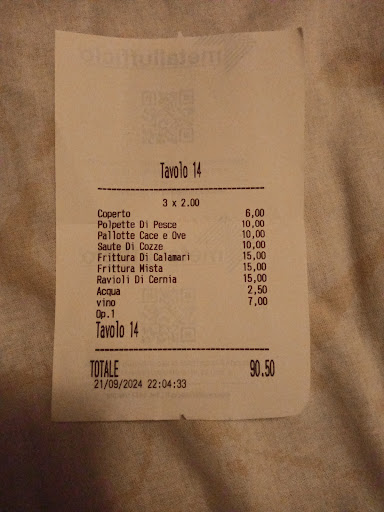 metallufficio
Tavolo 14
3 x 2.00
Coperto 6,00
Polpette Di Pesce 10,00
Pallotte Cace e Ove 10,00
Saute Di Cozze 10,00
Frittura Di Calamari 15,00
Frittura Mista 15,00
Ravioli Di Cernia 15,00
Acqua 2,50
vino 7,00
Op.1
Tavolo 14
TOTALE 90.50
21/09/2024 22:04:33